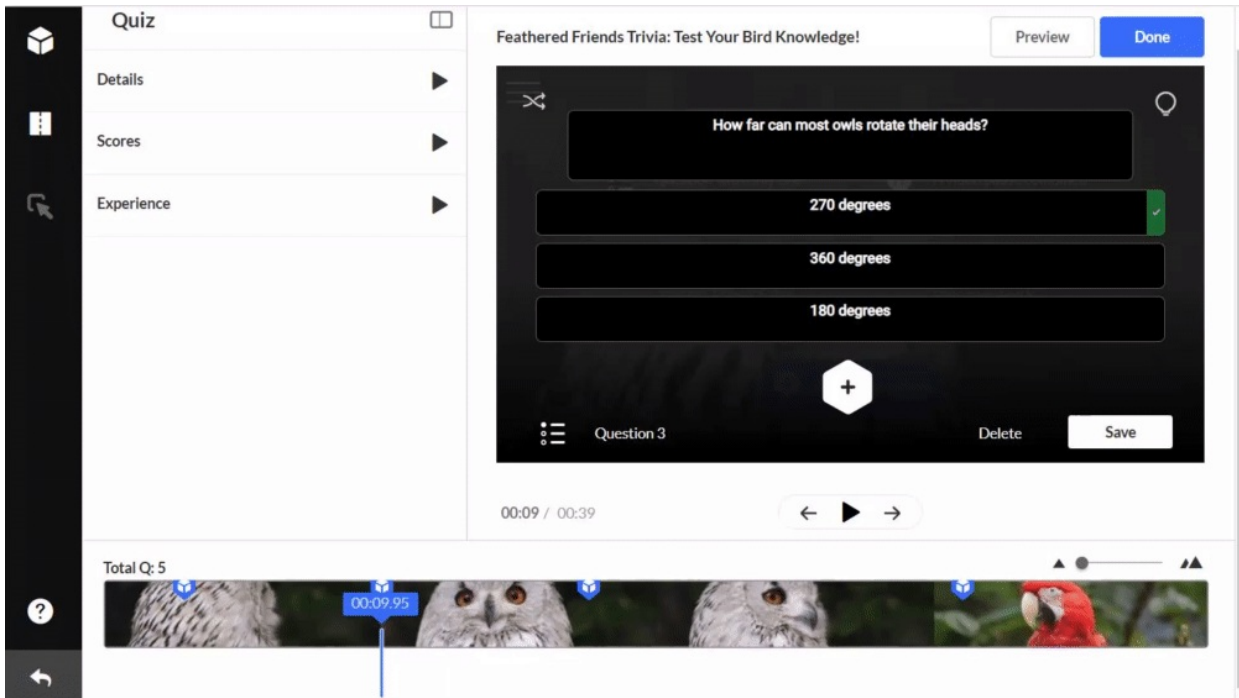 Quiz
Details
Scores
Experience
Feathered Friends Trivia: Test Your Bird Knowledge!
Preview
Done
How far can most owls rotate their heads?
270 degrees
360 degrees
180 degrees
+
Question 3
Delete
Save
00:09 / 00:39
Total Q: 5
00:09.95
?